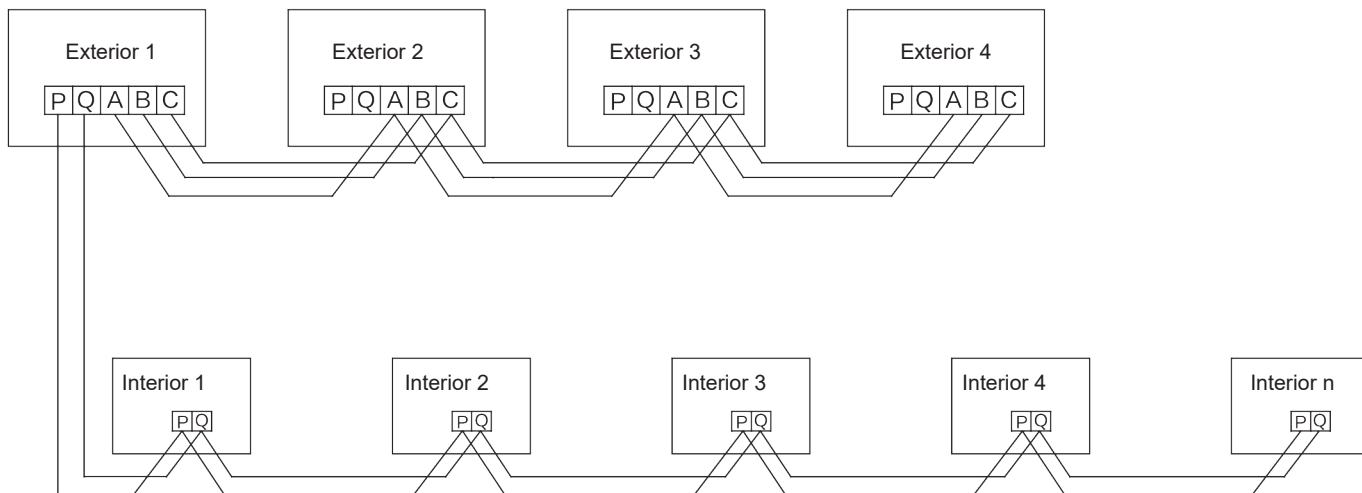 Exterior 1
Exterior 2
Exterior 3
Exterior 4
P Q A B C
P Q A B C
P Q A B C
P Q A B C
Interior 1
Interior 2
Interior 3
Interior 4
Interior n
P Q
P Q
P Q
P Q
P Q